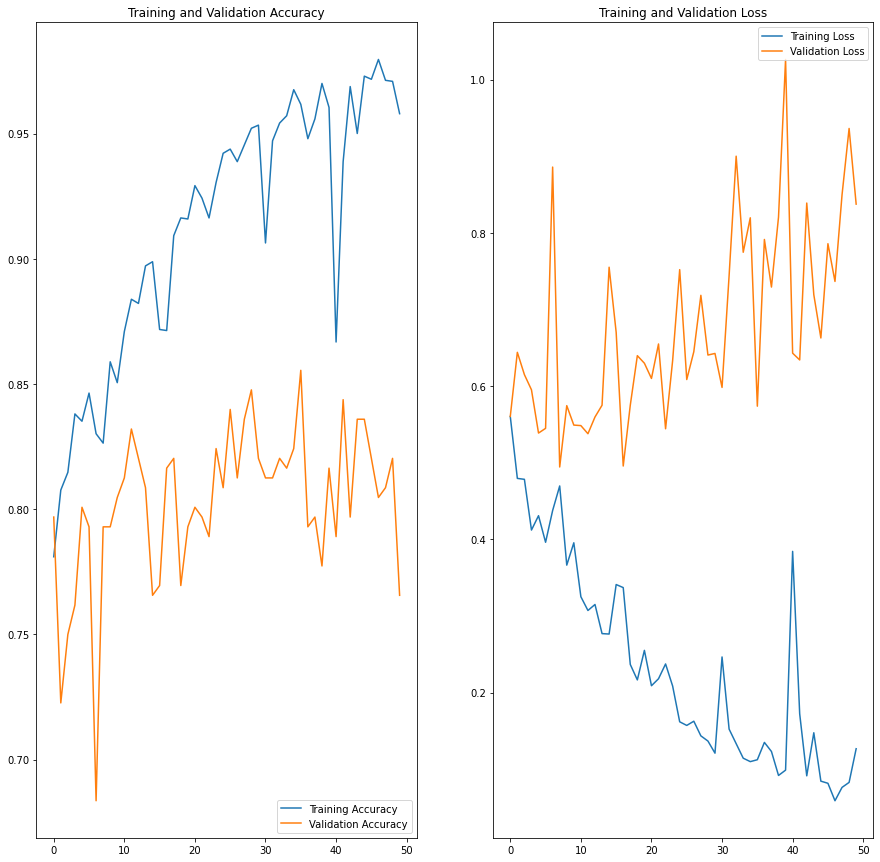 Training and Validation Accuracy
0.95
0.90
0.85
0.80
0.75
0.70
Training Accuracy
Validation Accuracy
0 10 20 30 40 50
Training and Validation Loss
Training Loss
Validation Loss
1.0
0.8
0.6
0.4
0.2
0 10 20 30 40 50